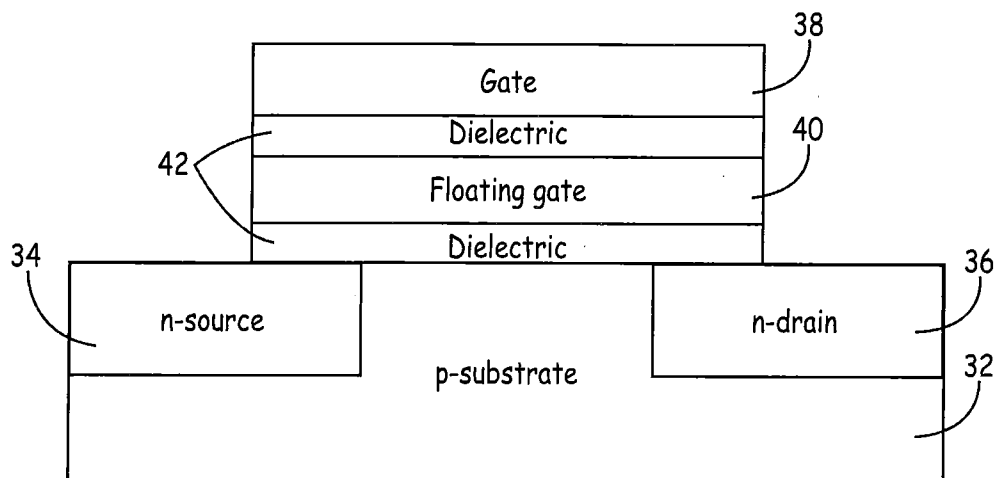 38
Gate
Dielectric
40
42
Floating gate
Dielectric
34
36
n-source
n-drain
p-substrate
32